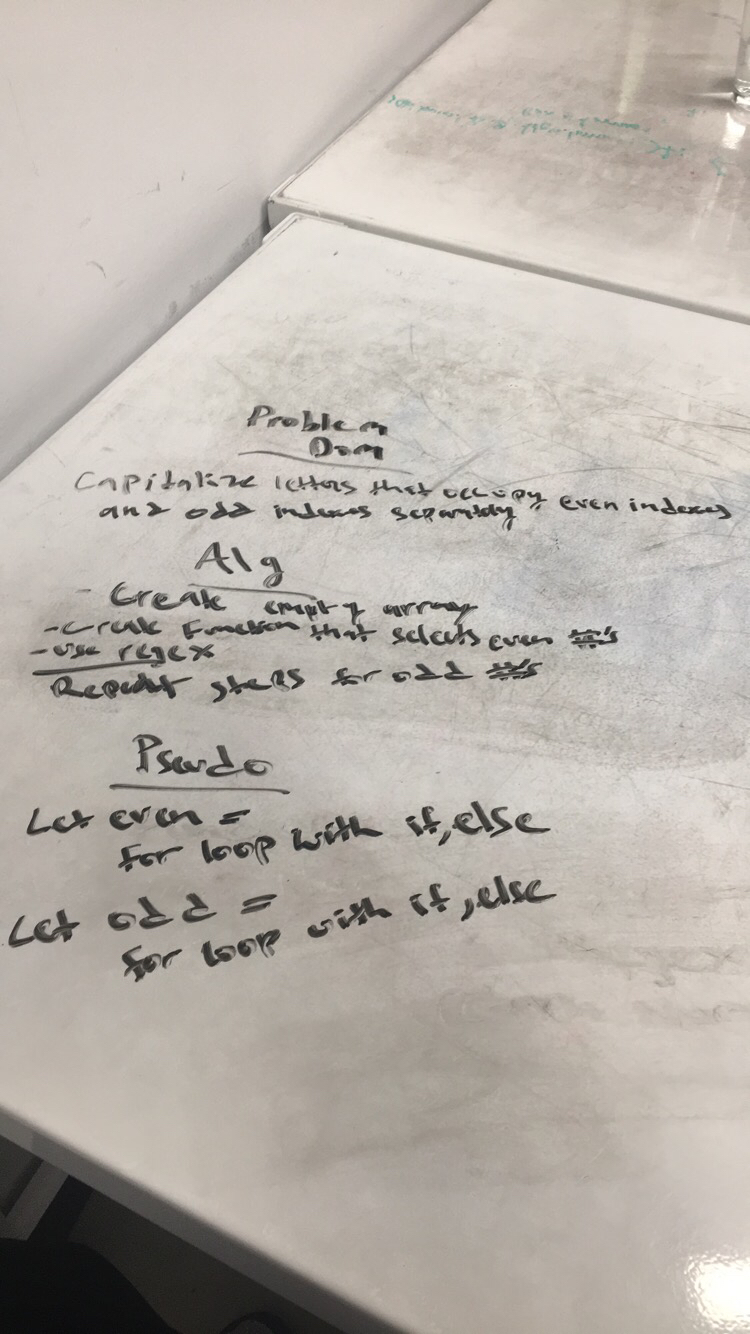 Problem
Dom
Capitalize letters that occupy even indexes
and odd indexes separatly
Alg
- Create empty array
- Create Function that selects even #'s
- use regex
Repeat steps for odd #'s
Pseudo
Let even =
for loop with if, else
Let odd =
for loop with if, else